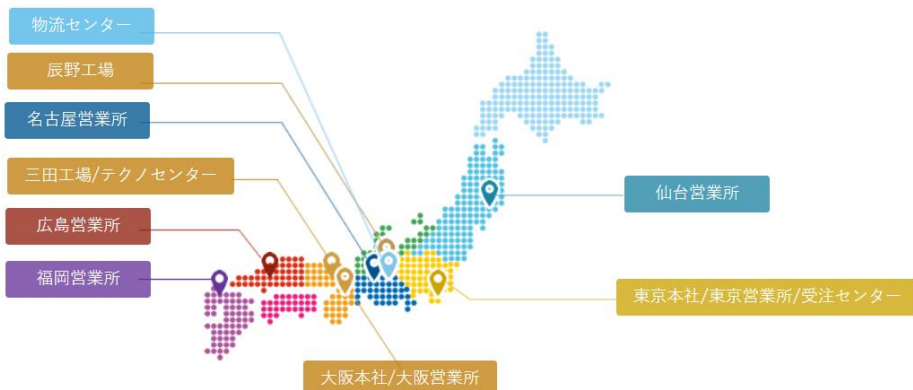 物流センター
辰野工場
名古屋営業所
三田工場/テクノセンター
広島営業所
福岡営業所
仙台営業所
東京本社/東京営業所/受注センター
大阪本社/大阪営業所